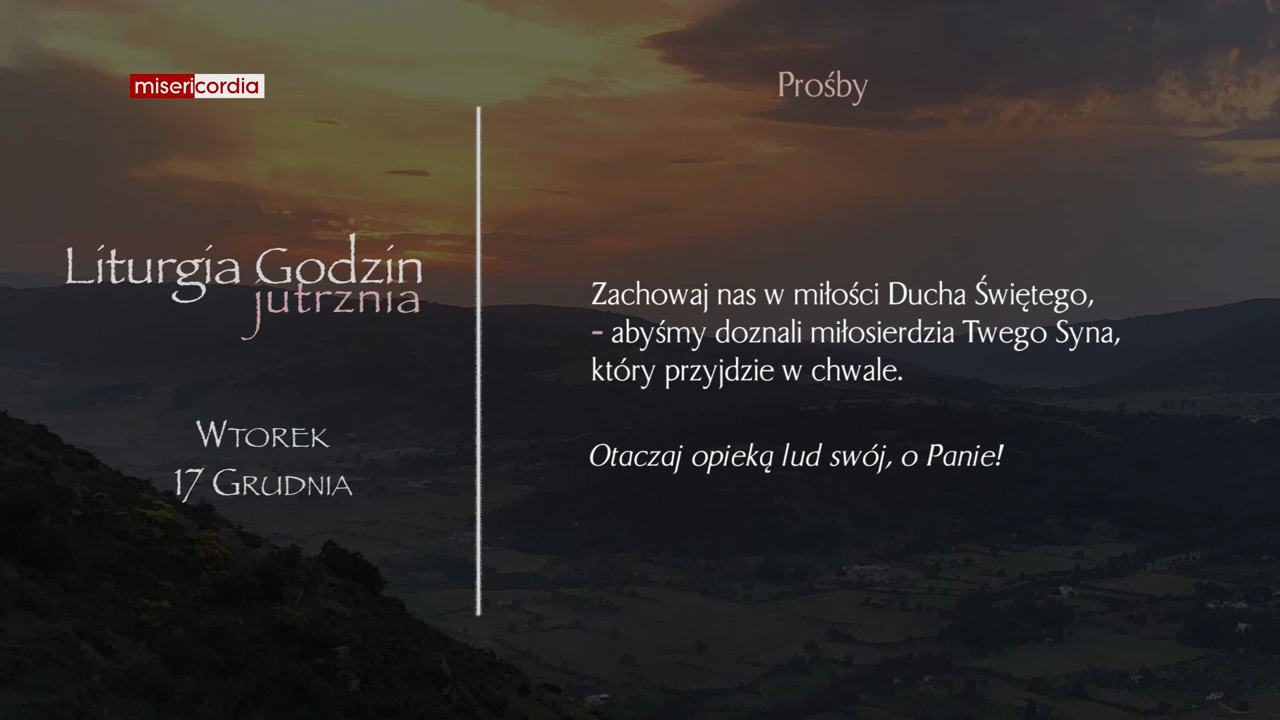 misericordia
Liturgia Godzin
jutrznia
Wtorek
17 Grudnia
Prośby
Zachowaj nas w miłości Ducha Świętego,
- abyśmy doznali miłosierdzia Twego Syna,
który przyjdzie w chwale.
Otaczaj opieką lud swój, o Panie!